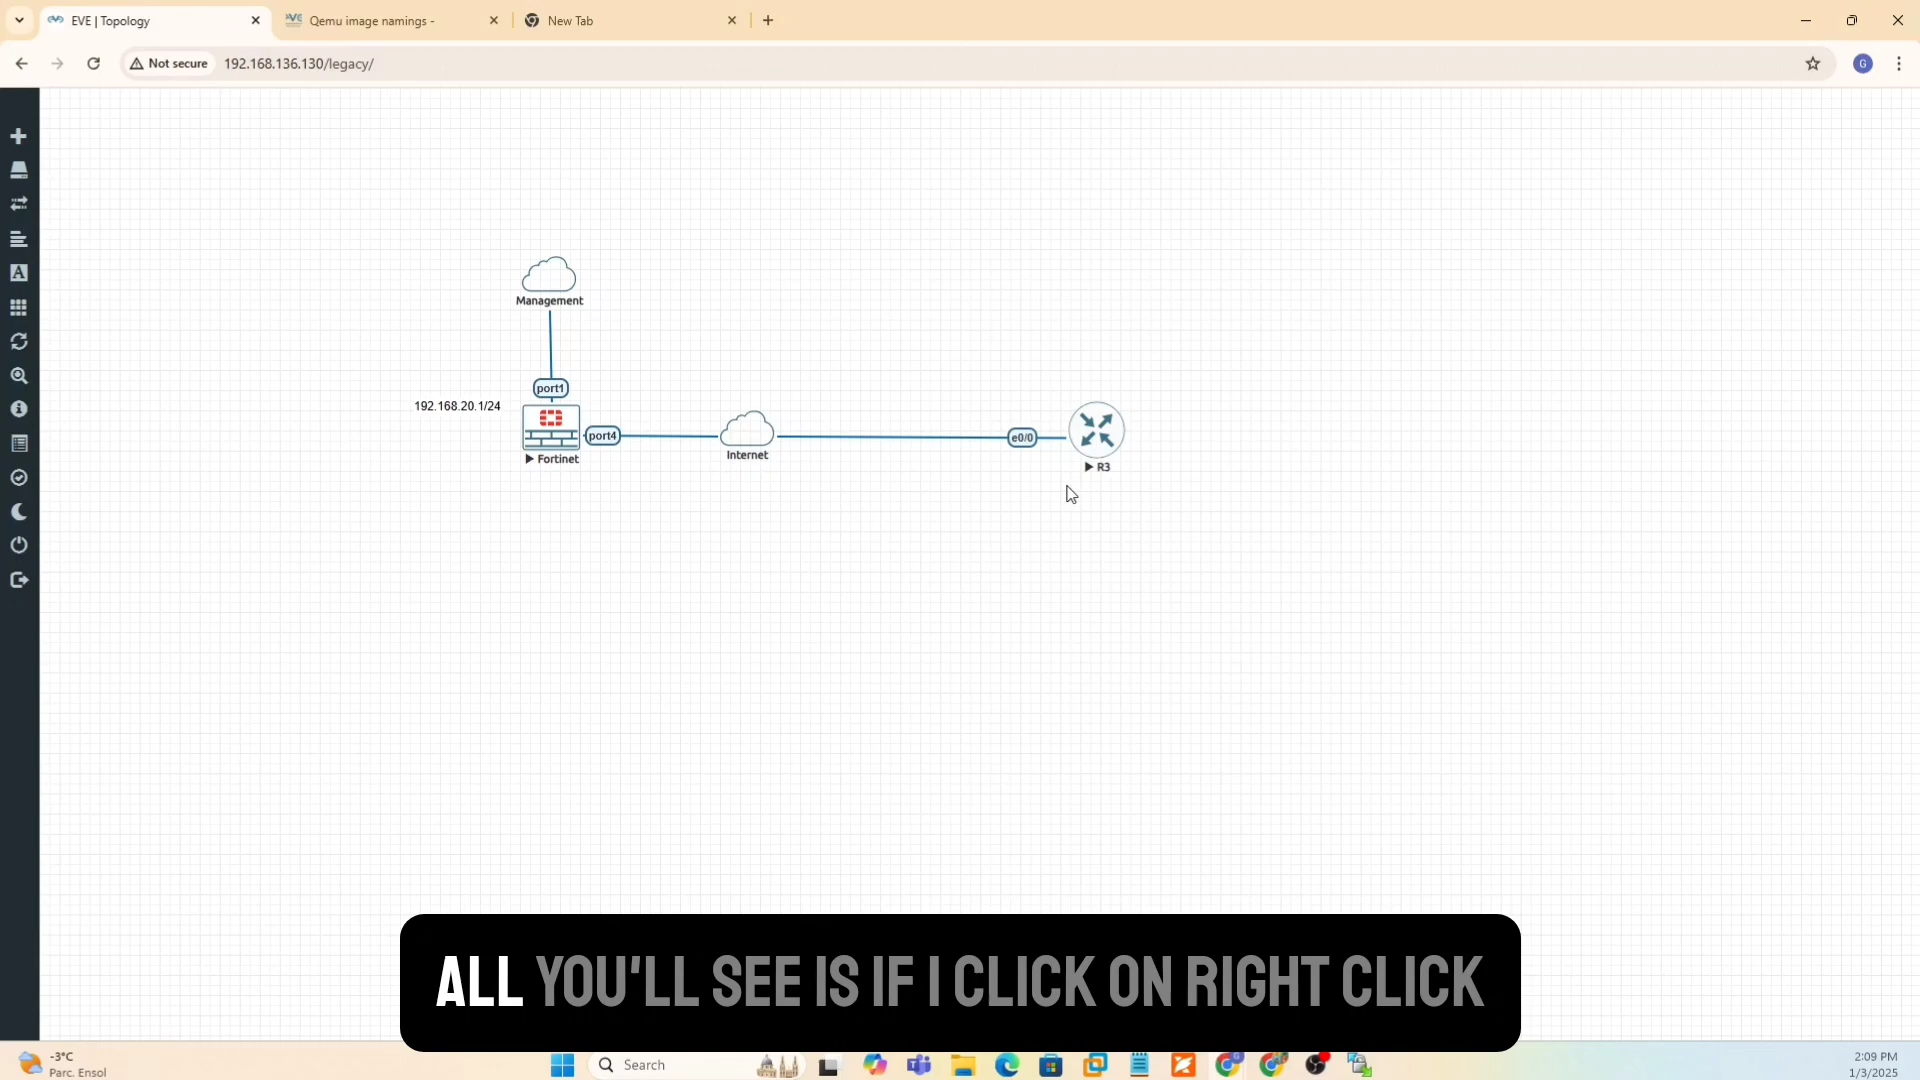 EVE | Topology
Qemu image namings -
New Tab
Not secure
192.168.136.130/legacy/
Management
port1
192.168.20.1/24
port4
Fortinet
Internet
e0/0
R3
ALL YOU'LL SEE IS IF I CLICK ON RIGHT CLICK
-3°C
Parc. Ensol
Search
2:09 PM
1/3/2025
G
A